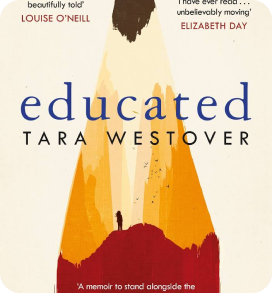 beautifully told'
LOUISE O'NEILL
I have ever read . . .
unbelievably moving'
ELIZABETH DAY
educated
TARA WESTOVER
'A memoir to stand alongside the